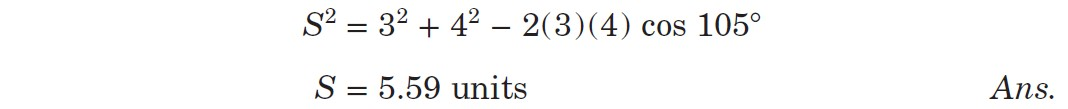 S² = 3² + 4² − 2(3)(4) cos 105°
S = 5.59 units Ans.